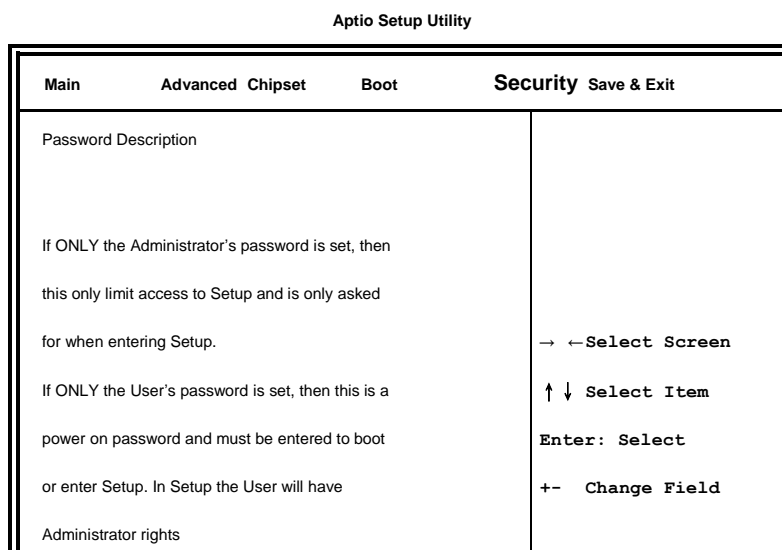 Aptio Setup Utility
Main Advanced Chipset Boot Security Save & Exit
Password Description
If ONLY the Administrator's password is set, then
this only limit access to Setup and is only asked
for when entering Setup.
→ ←Select Screen
If ONLY the User's password is set, then this is a
↑↓ Select Item
power on password and must be entered to boot
Enter: Select
or enter Setup. In Setup the User will have
+- Change Field
Administrator rights